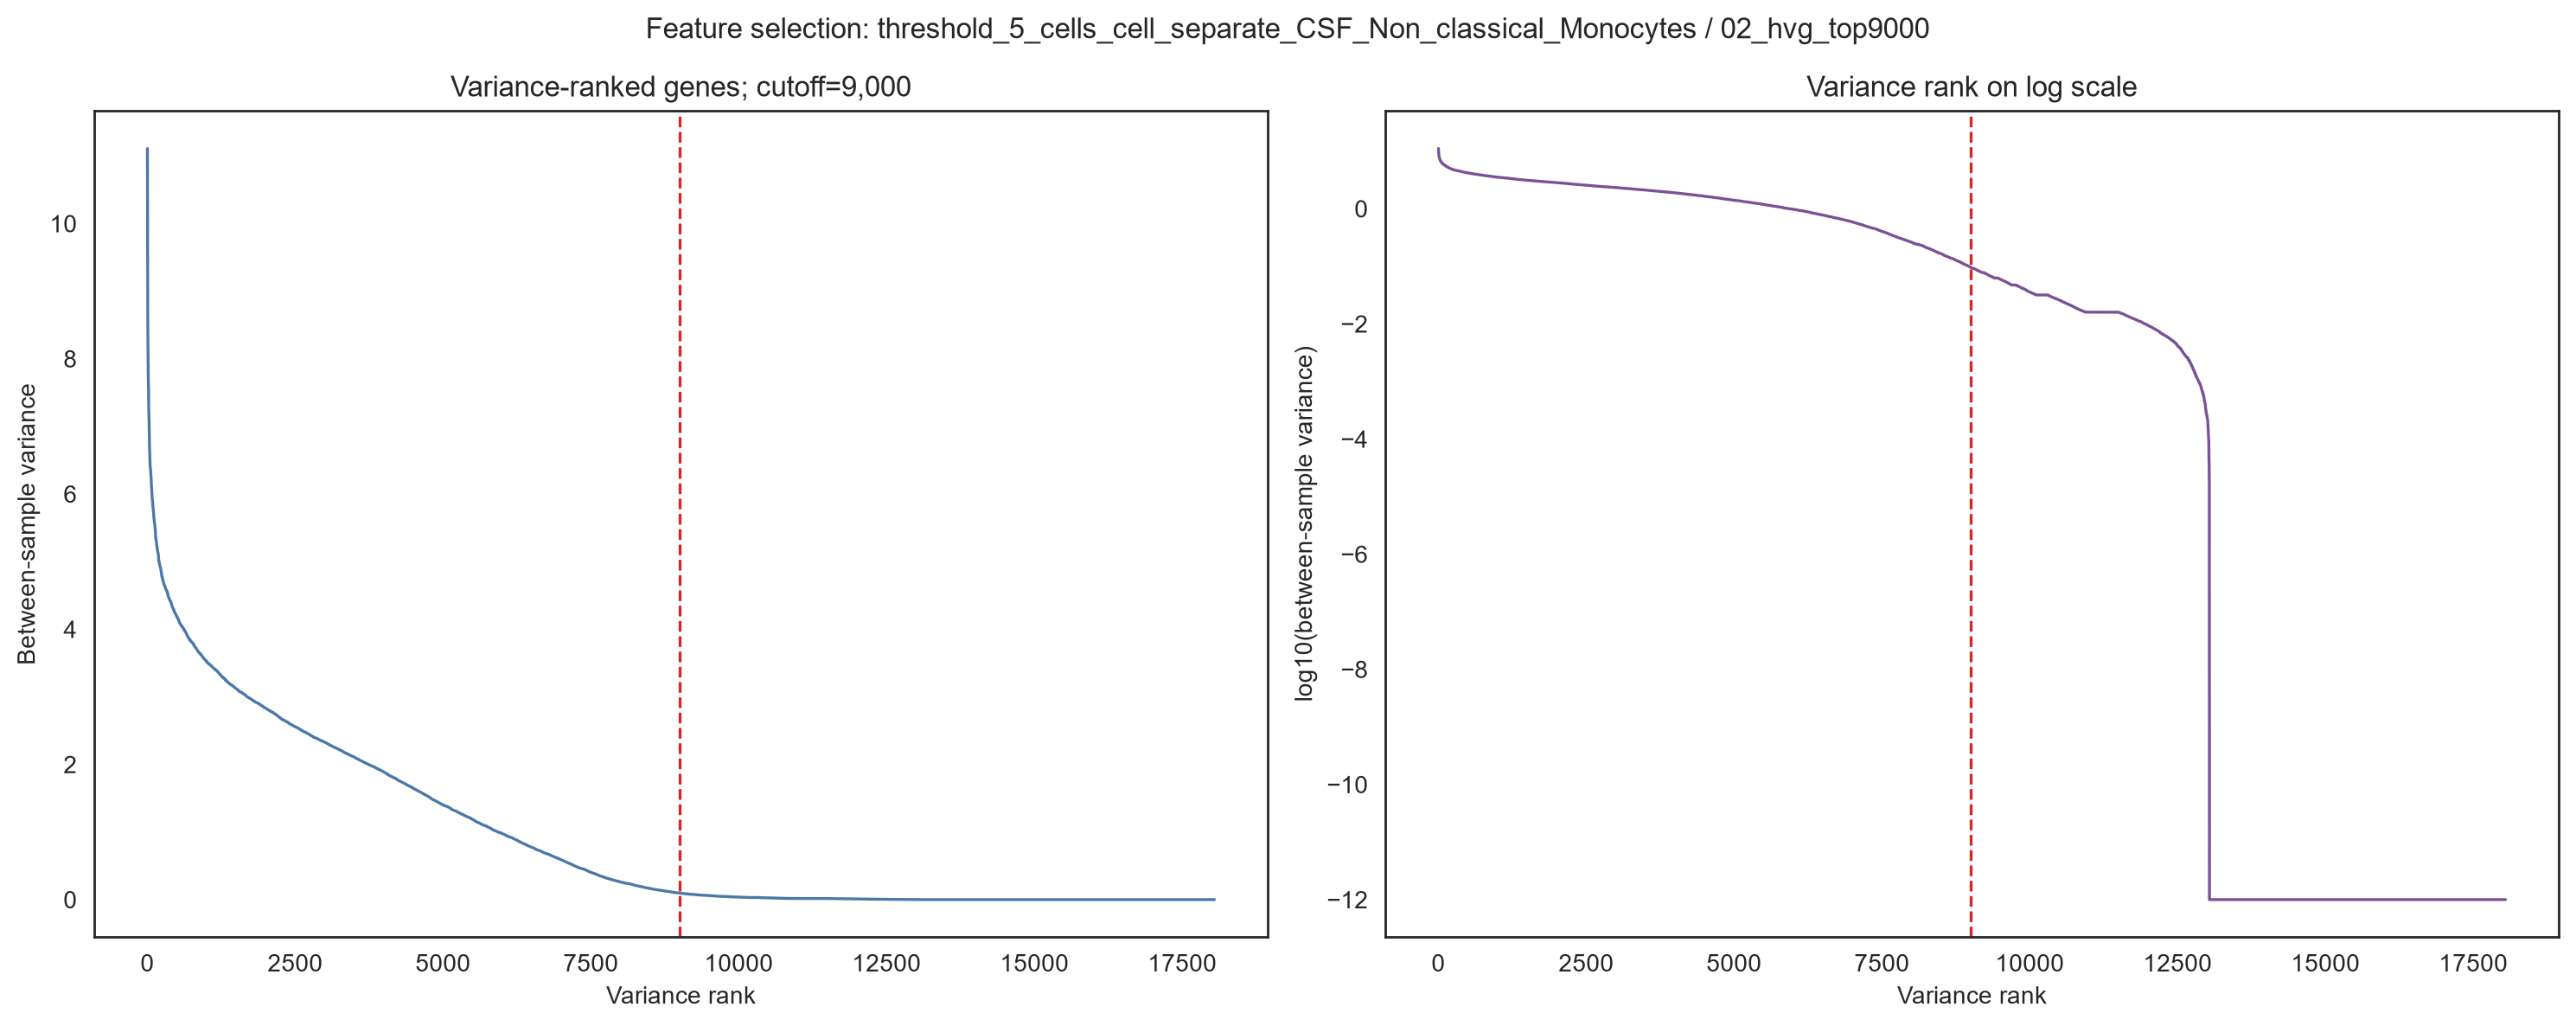 Feature selection: threshold_5_cells_cell_separate_CSF_Non_classical_Monocytes / 02_hvg_top9000
Variance-ranked genes; cutoff=9,000
Between-sample variance
10
8
6
4
2
0
0 2500 5000 7500 10000 12500 15000 17500
Variance rank
Variance rank on log scale
log10(between-sample variance)
0
−2
−4
−6
−8
−10
−12
0 2500 5000 7500 10000 12500 15000 17500
Variance rank